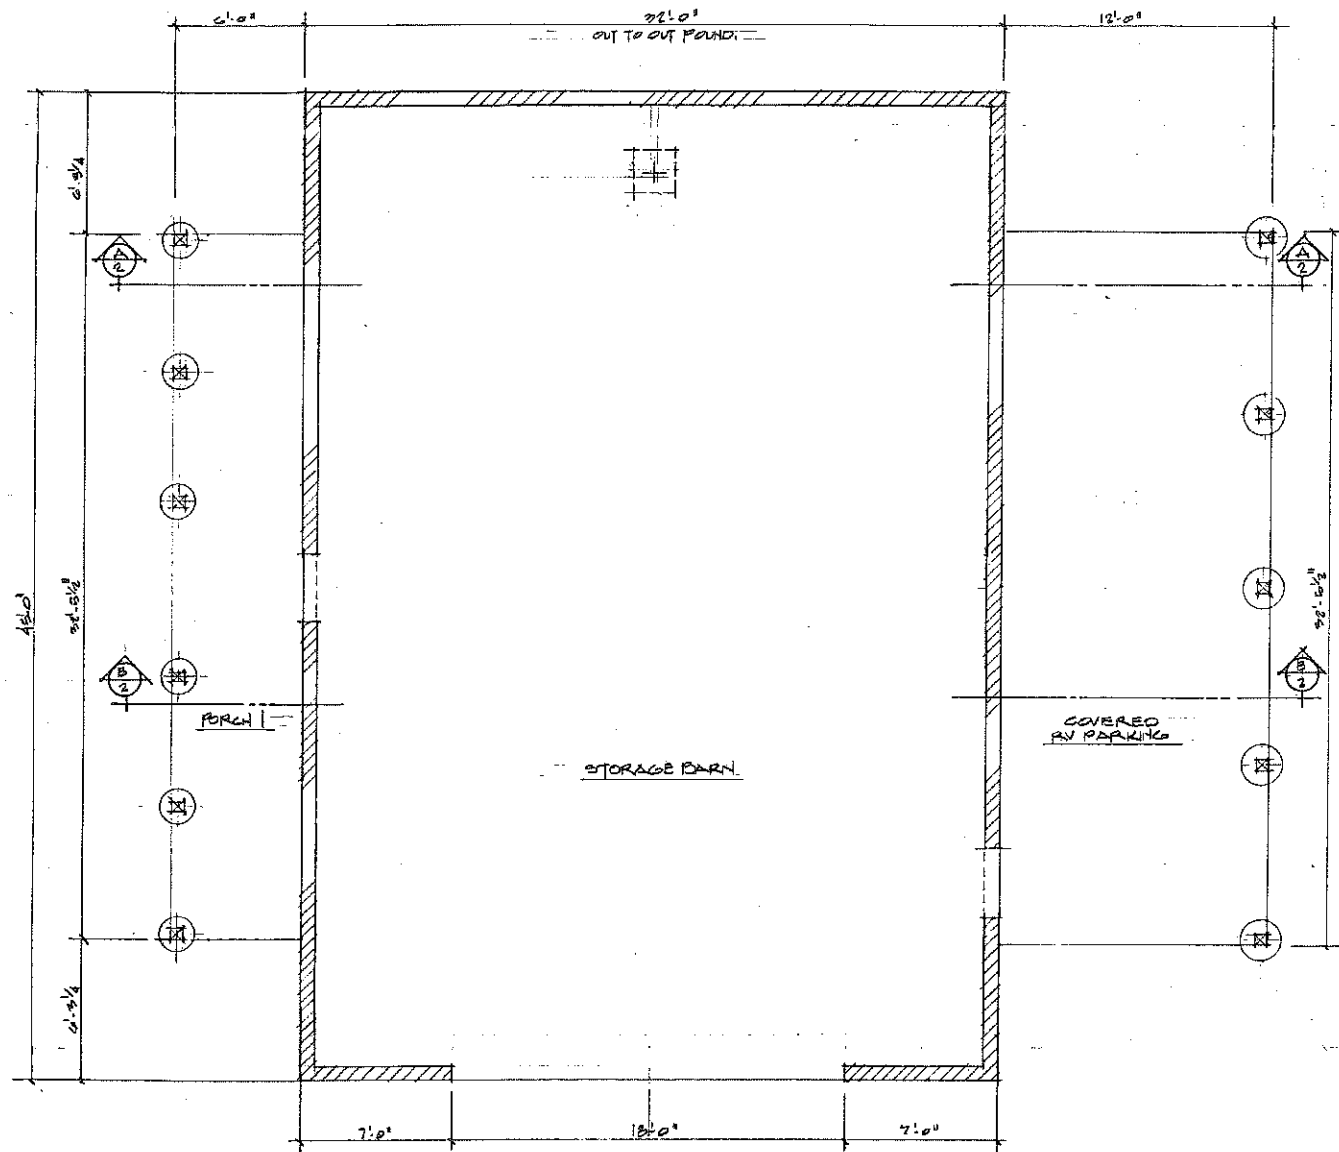 6'-0"
32'-0"
12'-0"
OUT TO OUT FOUND.
6'-3 1/4
A
2
A
2
45'-0"
32'-5 1/2"
32'-5 1/2"
B
2
B
2
PORCH
COVERED
RV PARKING
STORAGE BARN
6'-3 1/4
7'-0"
18'-0"
7'-0"